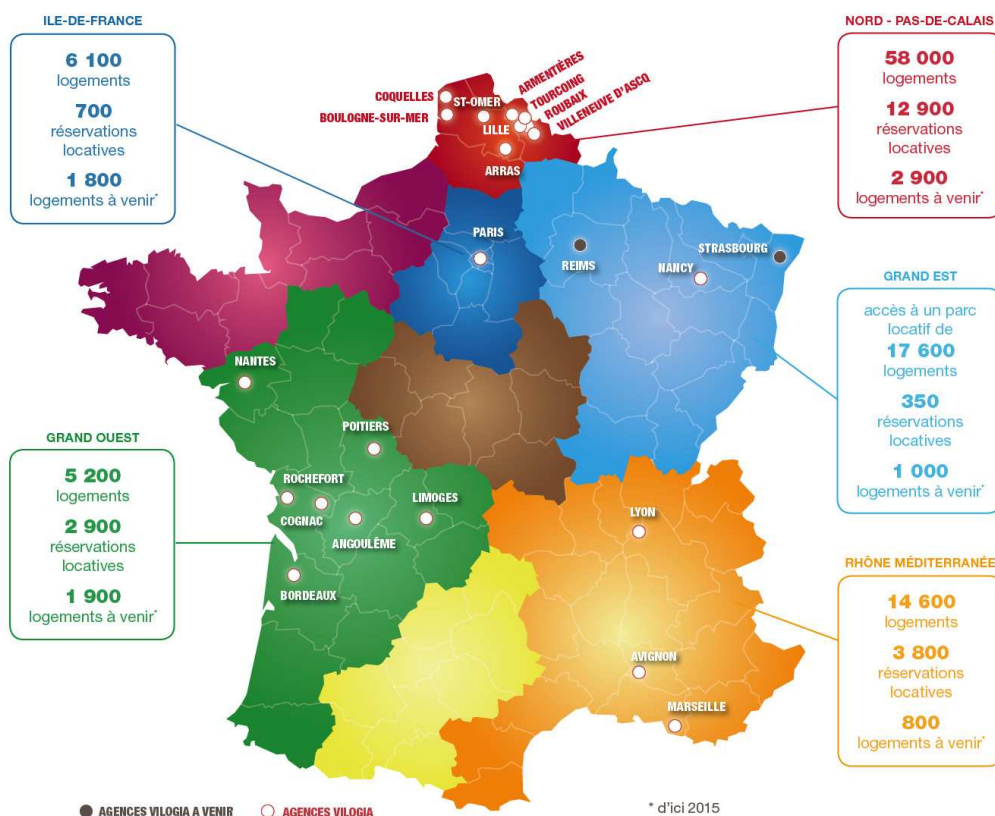 ILE-DE-FRANCE
6 100
logements
700
réservations
locatives
1 800
logements à venir*
NORD - PAS-DE-CALAIS
58 000
logements
12 900
réservations
locatives
2 900
logements à venir*
ARMENTIÈRES
TOURCOING
ROUBAIX
VILLENEUVE D'ASCQ
COQUELLES
ST-OMER
BOULOGNE-SUR-MER
LILLE
ARRAS
PARIS
REIMS
STRASBOURG
NANCY
GRAND EST
accès à un parc
locatif de
17 600
logements
350
réservations
locatives
1 000
logements à venir*
NANTES
POITIERS
ROCHEFORT
COGNAC
ANGOULÊME
LIMOGES
BORDEAUX
GRAND OUEST
5 200
logements
2 900
réservations
locatives
1 900
logements à venir*
LYON
AVIGNON
MARSEILLE
RHÔNE MÉDITERRANÉE
14 600
logements
3 800
réservations
locatives
800
logements à venir*
AGENCES VILOGIA A VENIR
AGENCES VILOGIA
* d'ici 2015